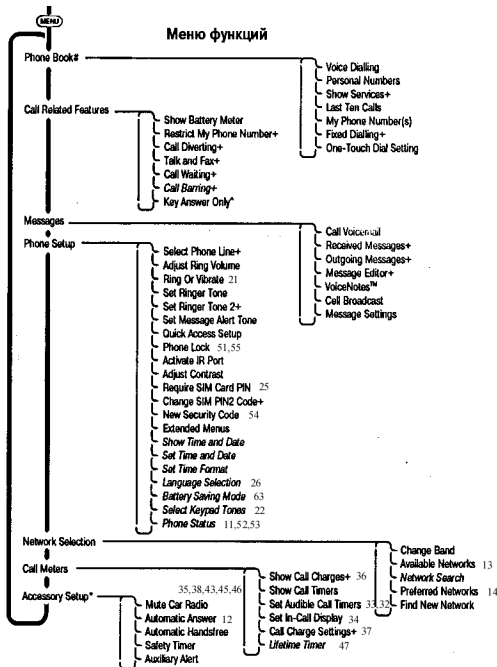 MENU
Меню функций
Phone Book#
Voice Dialling
Personal Numbers
Show Services+
Last Ten Calls
My Phone Number(s)
Fixed Dialling+
One-Touch Dial Setting
Call Related Features
Show Battery Meter
Restrict My Phone Number+
Call Diverting+
Talk and Fax+
Call Waiting+
Call Barring+
Key Answer Only^
Messages
Call Voicemail
Received Messages+
Outgoing Messages+
Message Editor+
VoiceNotes™
Cell Broadcast
Message Settings
Phone Setup
Select Phone Line+
Adjust Ring Volume
Ring Or Vibrate 21
Set Ringer Tone
Set Ringer Tone 2+
Set Message Alert Tone
Quick Access Setup
Phone Lock 51,55
Activate IR Port
Adjust Contrast
Require SIM Card PIN 25
Change SIM PIN2 Code+
New Security Code 54
Extended Menus
Show Time and Date
Set Time and Date
Set Time Format
Language Selection 26
Battery Saving Mode 63
Select Keypad Tones 22
Phone Status 11,52,53
Network Selection
Change Band
Available Networks 13
Network Search
Preferred Networks 14
Find New Network
Call Meters
Show Call Charges+ 36
Show Call Timers
Set Audible Call Timers 33,32
Set In-Call Display 34
Call Charge Settings+ 37
Lifetime Timer 47
Accessory Setup*
35,38,43,45,46
Mute Car Radio
Automatic Answer 12
Automatic Handsfree
Safety Timer
Auxiliary Alert